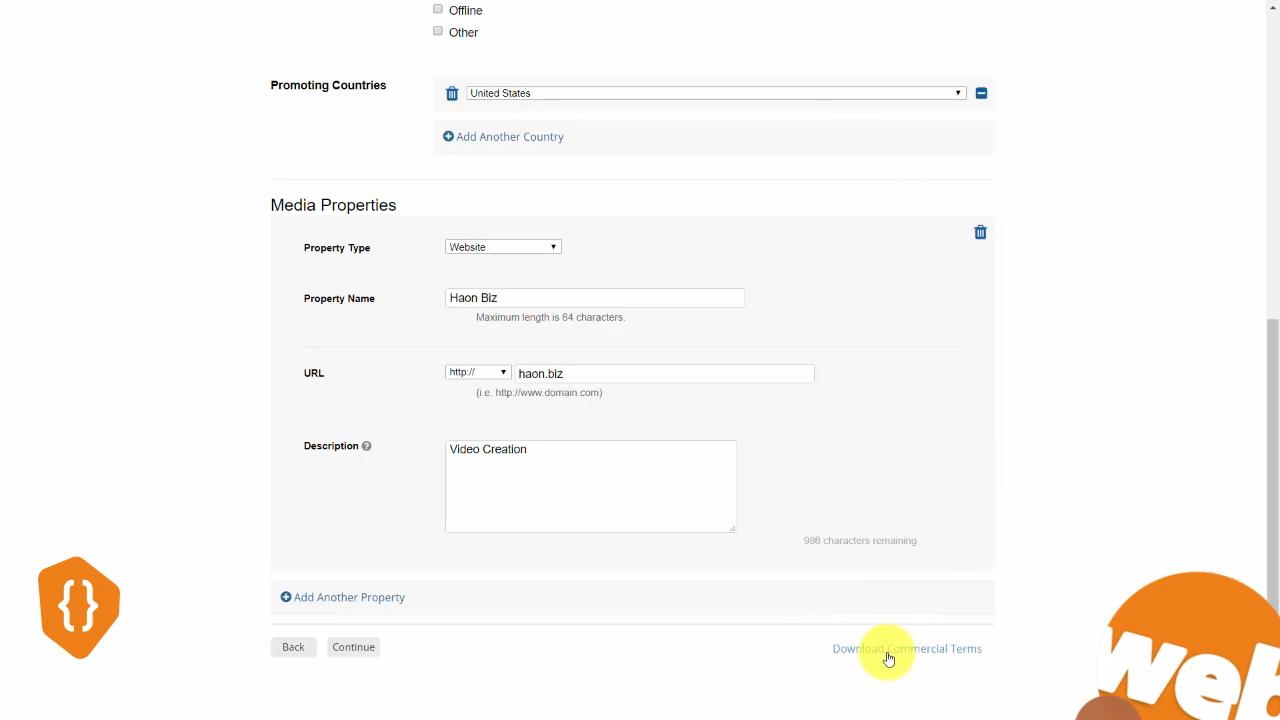 Offline
Other
Promoting Countries
United States
Add Another Country
Media Properties
Property Type
Website
Property Name
Haon Biz
Maximum length is 64 characters.
URL
http://
haon.biz
(i.e. http://www.domain.com)
Description
Video Creation
986 characters remaining
Add Another Property
Back
Continue
Download Commercial Terms
{}
Web